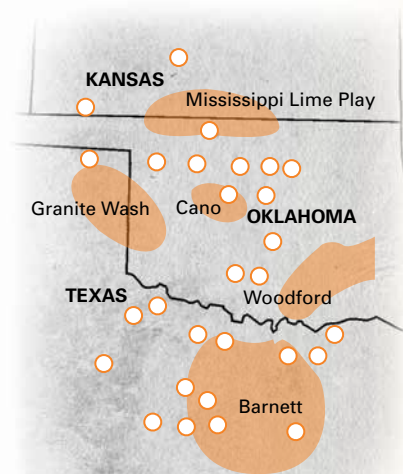 KANSAS
Mississippi Lime Play
Granite Wash
Cano
OKLAHOMA
TEXAS
Woodford
Barnett